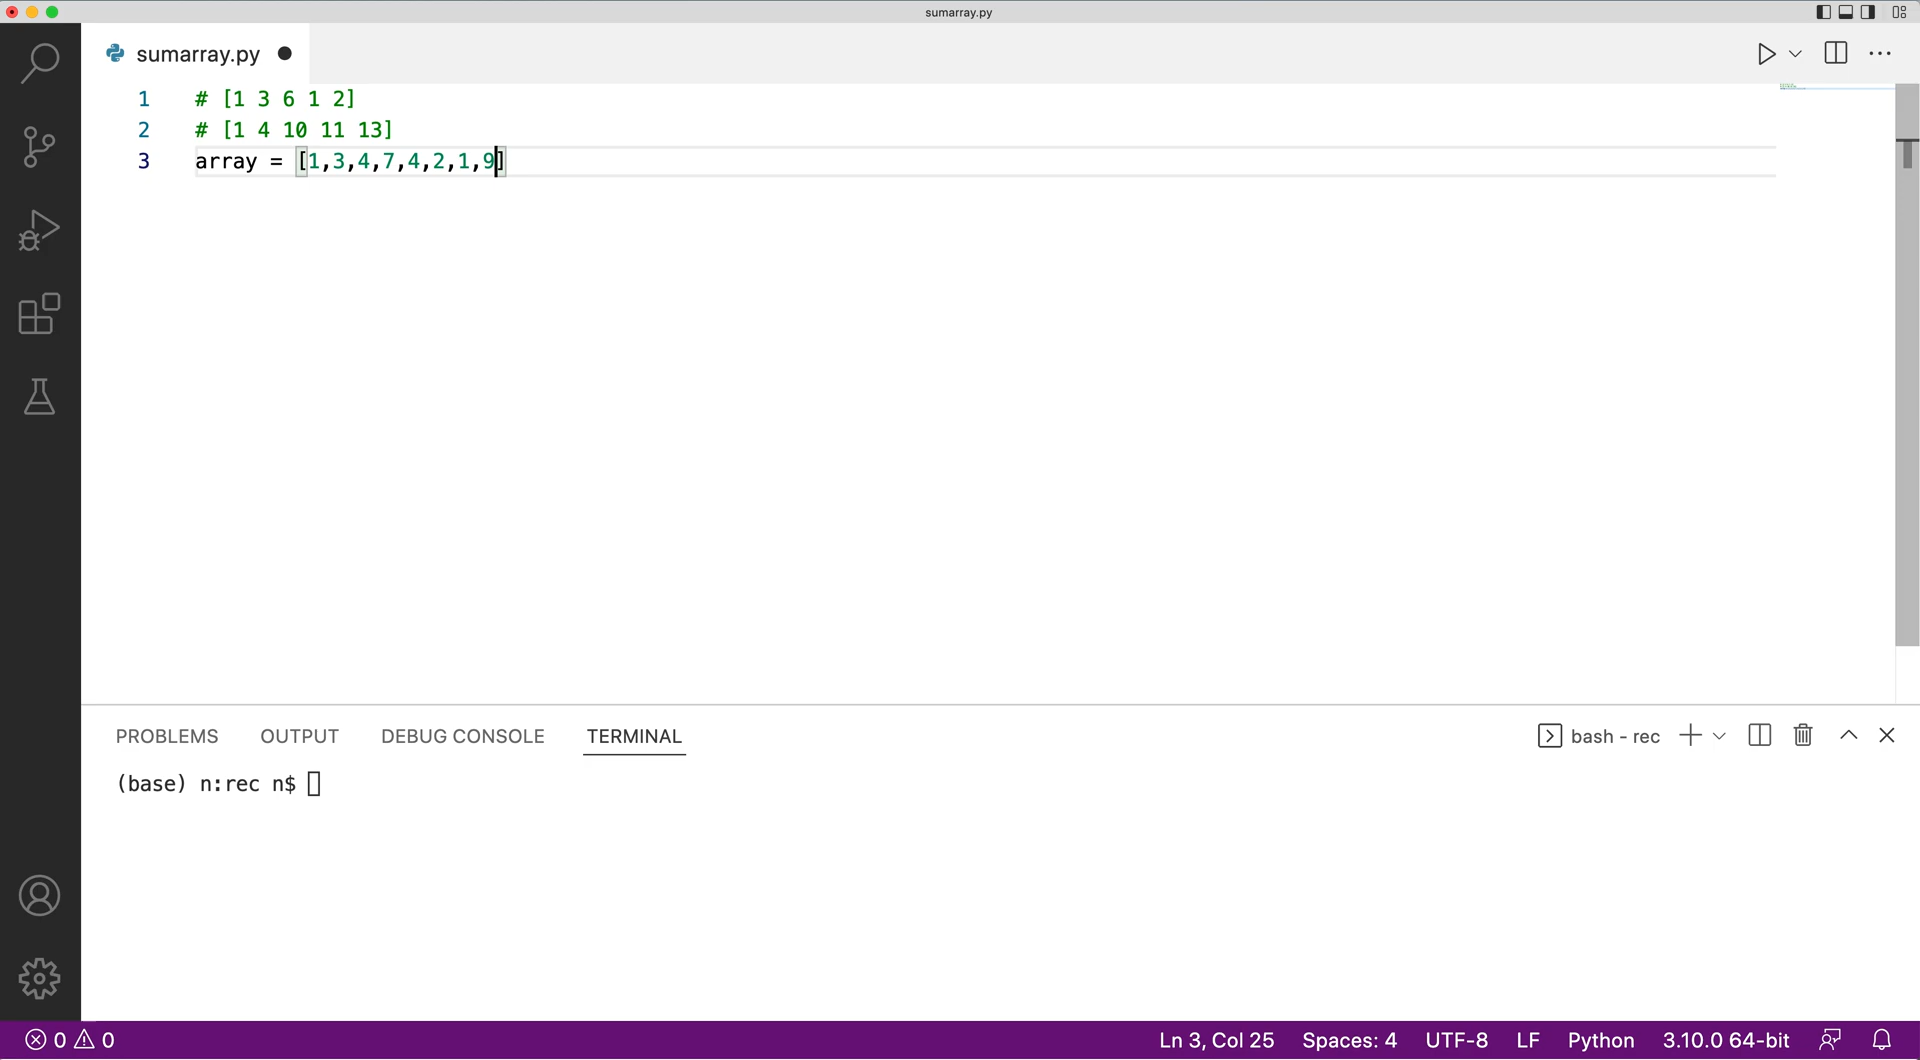 sumarray.py
sumarray.py
1 # [1 3 6 1 2]
2 # [1 4 10 11 13]
3 array = [1,3,4,7,4,2,1,9]
PROBLEMS OUTPUT DEBUG CONSOLE TERMINAL bash - rec
(base) n:rec n$
0 0 Ln 3, Col 25 Spaces: 4 UTF-8 LF Python 3.10.0 64-bit